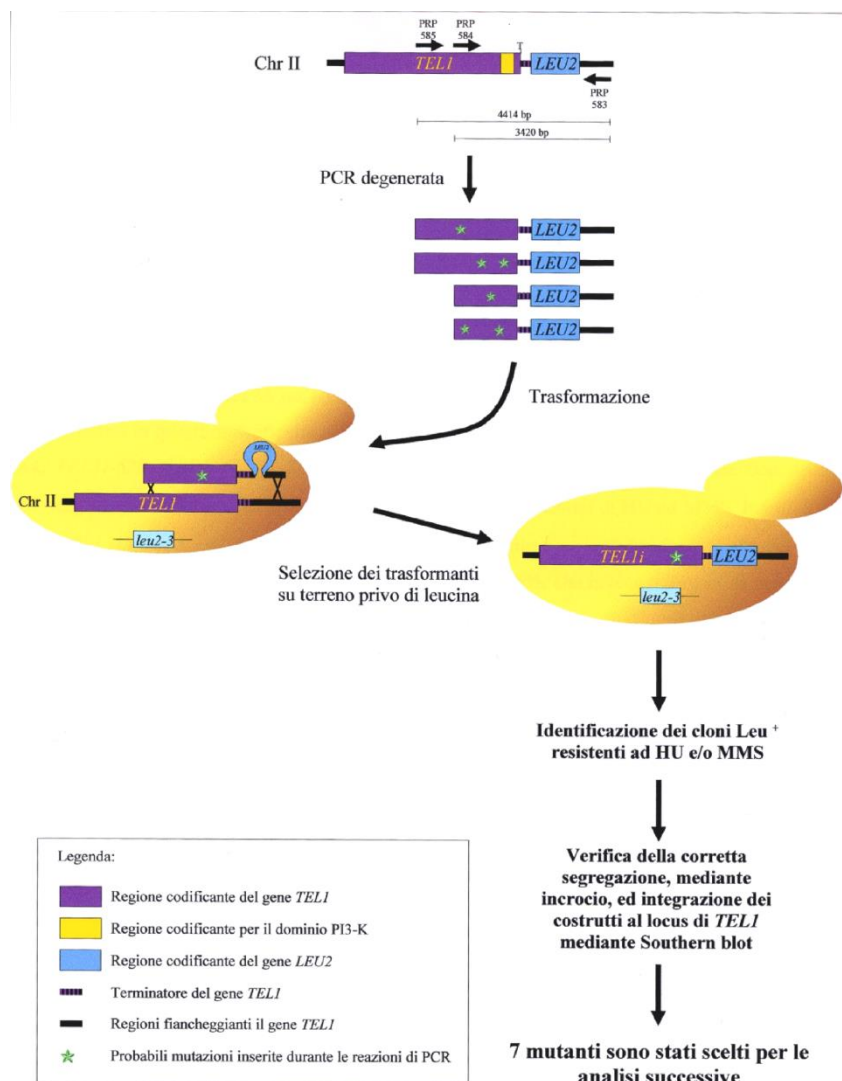 PRP
585
PRP
584
T
Chr II
TEL1
LEU2
PRP
583
4414 bp
3420 bp
PCR degenerata
LEU2
LEU2
LEU2
LEU2
Trasformazione
LEU2
Chr II
TEL1
leu2-3
Selezione dei trasformanti
su terreno privo di leucina
TEL1i
LEU2
leu2-3
Identificazione dei cloni Leu +
resistenti ad HU e/o MMS
Verifica della corretta
segregazione, mediante
incrocio, ed integrazione dei
costrutti al locus di TEL1
mediante Southern blot
7 mutanti sono stati scelti per le
analisi successive
Legenda:
Regione codificante del gene TEL1
Regione codificante per il dominio PI3-K
Regione codificante del gene LEU2
Terminatore del gene TEL1
Regioni fiancheggianti il gene TEL1
Probabili mutazioni inserite durante le reazioni di PCR